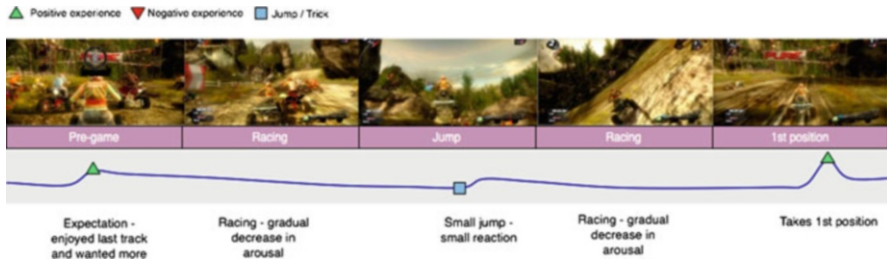 Positive experience Negative experience Jump / Trick
PURE
Pre-game Racing Jump Racing 1st position
Expectation -
enjoyed last track
and wanted more
Racing - gradual
decrease in
arousal
Small jump -
small reaction
Racing - gradual
decrease in
arousal
Takes 1st position